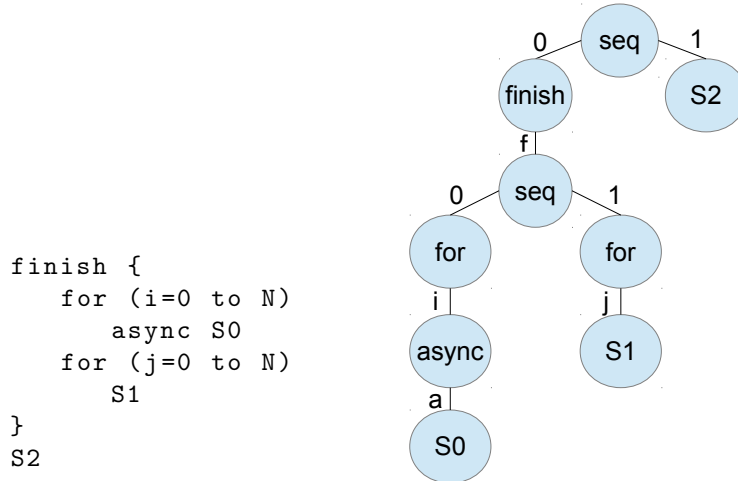 finish {
   for (i=0 to N)
      async S0
   for (j=0 to N)
      S1
}
S2
0 seq 1
finish S2
f
seq
0 1
for for
i j
async S1
a
S0